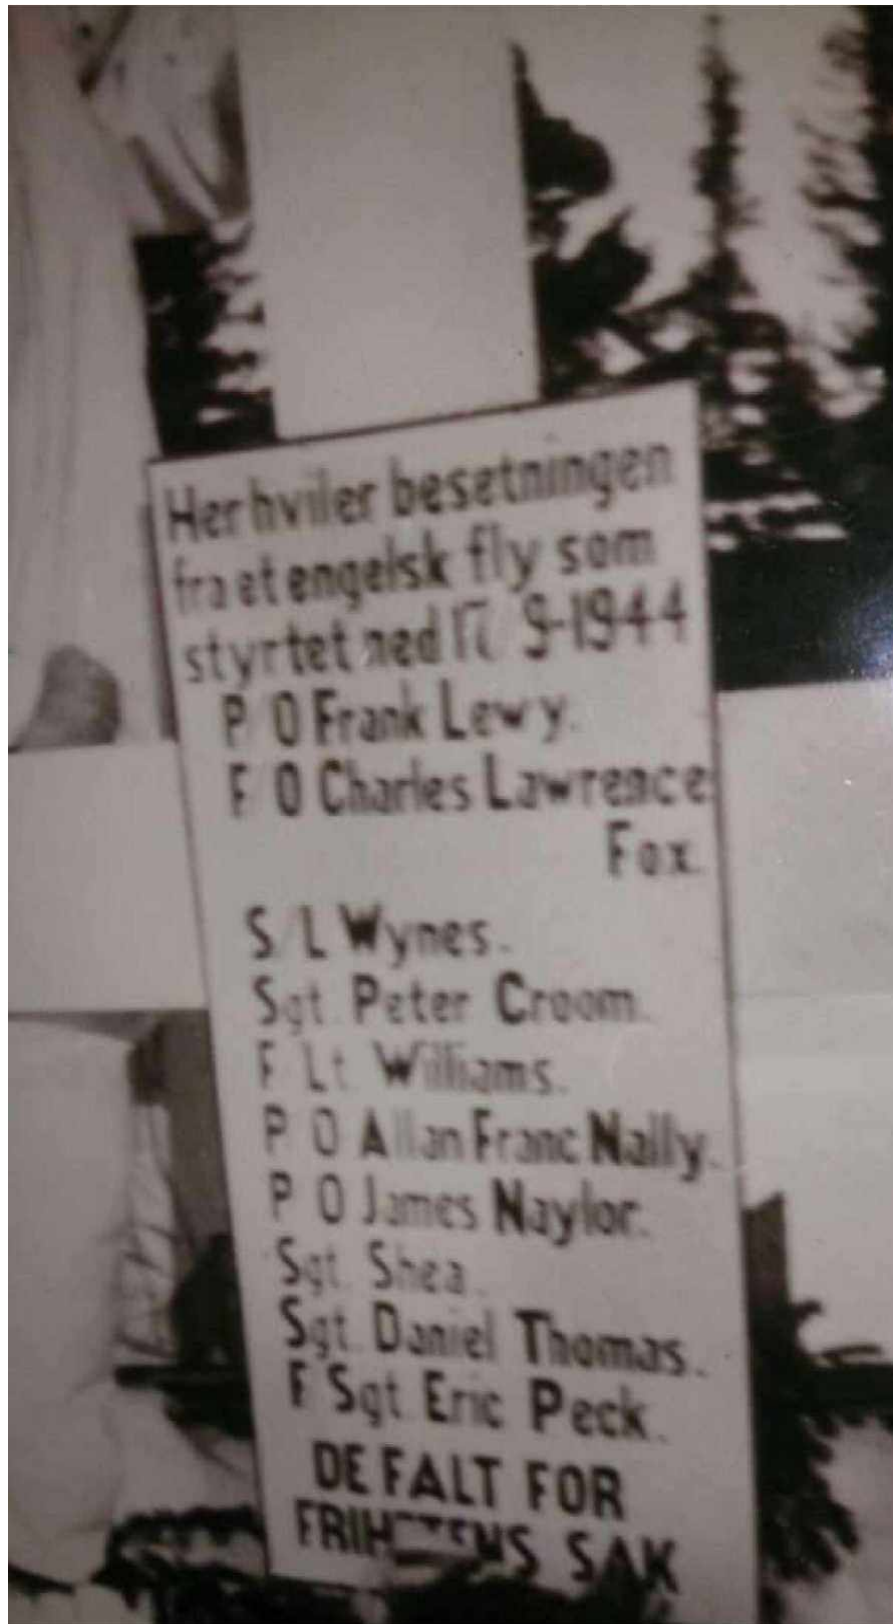 Her hviler besetningen
fra et engelsk fly som
styrtet ned 17 9-1944
P O Frank Lewy.
F O Charles Lawrence
Fox.
S/L Wynes.
Sgt. Peter Croom.
F Lt. Williams.
P O Allan Franc Nally.
P O James Naylor.
Sgt. Shea.
Sgt. Daniel Thomas.
F Sgt. Eric Peck.
DE FALT FOR
FRIHETENS SAK